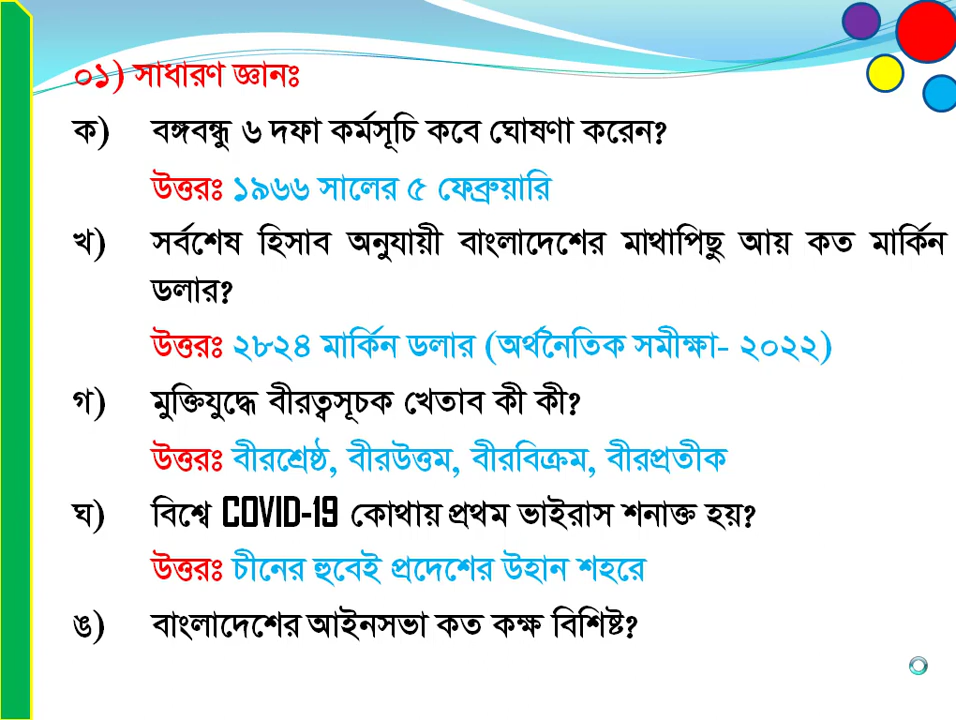 ০১) সাধারণ জ্ঞানঃ
ক) বঙ্গবন্ধু ৬ দফা কর্মসূচি কবে ঘোষণা করেন?
উত্তরঃ ১৯৬৬ সালের ৫ ফেব্রুয়ারি
খ) সর্বশেষ হিসাব অনুযায়ী বাংলাদেশের মাথাপিছু আয় কত মার্কিন
ডলার?
উত্তরঃ ২৮২৪ মার্কিন ডলার (অর্থনৈতিক সমীক্ষা- ২০২২)
গ) মুক্তিযুদ্ধে বীরত্বসূচক খেতাব কী কী?
উত্তরঃ বীরশ্রেষ্ঠ, বীরউত্তম, বীরবিক্রম, বীরপ্রতীক
ঘ) বিশ্বে COVID-19 কোথায় প্রথম ভাইরাস শনাক্ত হয়?
উত্তরঃ চীনের হুবেই প্রদেশের উহান শহরে
ঙ) বাংলাদেশের আইনসভা কত কক্ষ বিশিষ্ট?